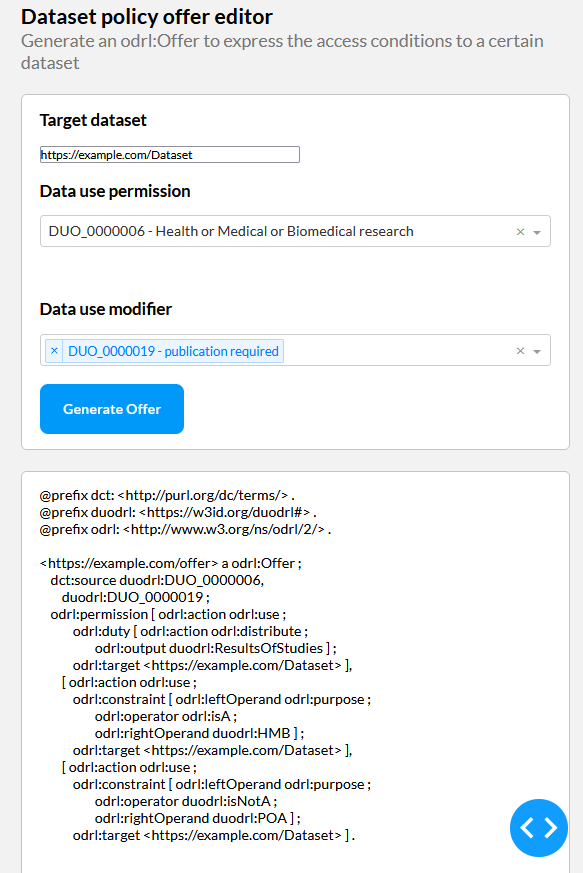 Dataset policy offer editor
Generate an odrl:Offer to express the access conditions to a certain
dataset
Target dataset
https://example.com/Dataset
Data use permission
DUO_0000006 - Health or Medical or Biomedical research
Data use modifier
× DUO_0000019 - publication required
Generate Offer
@prefix dct: <http://purl.org/dc/terms/> .
@prefix duodrl: <https://w3id.org/duodrl#> .
@prefix odrl: <http://www.w3.org/ns/odrl/2/> .
<https://example.com/offer> a odrl:Offer ;
dct:source duodrl:DUO_0000006,
duodrl:DUO_0000019 ;
odrl:permission [ odrl:action odrl:use ;
odrl:duty [ odrl:action odrl:distribute ;
odrl:output duodrl:ResultsOfStudies ] ;
odrl:target <https://example.com/Dataset> ],
[ odrl:action odrl:use ;
odrl:constraint [ odrl:leftOperand odrl:purpose ;
odrl:operator odrl:isA ;
odrl:rightOperand duodrl:HMB ] ;
odrl:target <https://example.com/Dataset> ],
[ odrl:action odrl:use ;
odrl:constraint [ odrl:leftOperand odrl:purpose ;
odrl:operator duodrl:isNotA ;
odrl:rightOperand duodrl:POA ] ;
odrl:target <https://example.com/Dataset> ] .